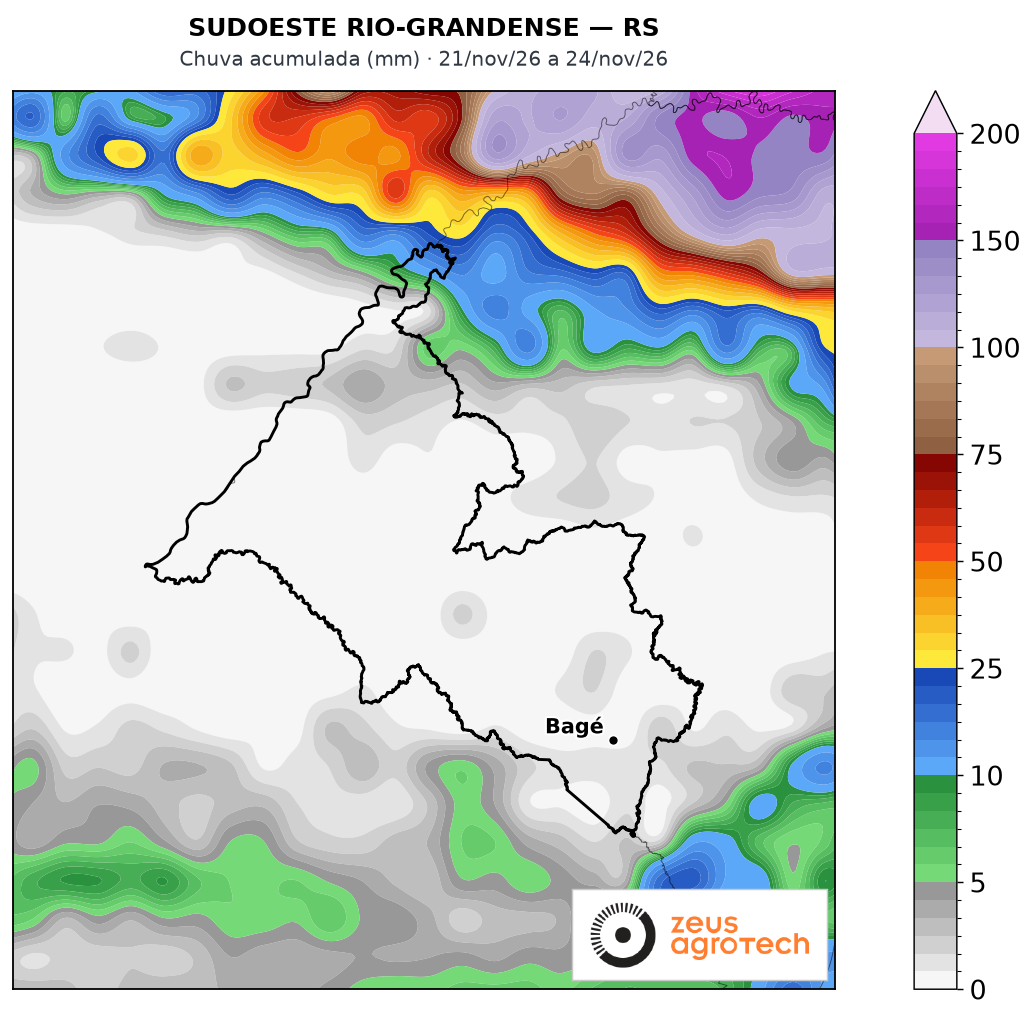 SUDOESTE RIO-GRANDENSE — RS
Chuva acumulada (mm) · 21/nov/26 a 24/nov/26
200
150
100
75
50
25
10
5
0
Bagé
zeus
agrotech